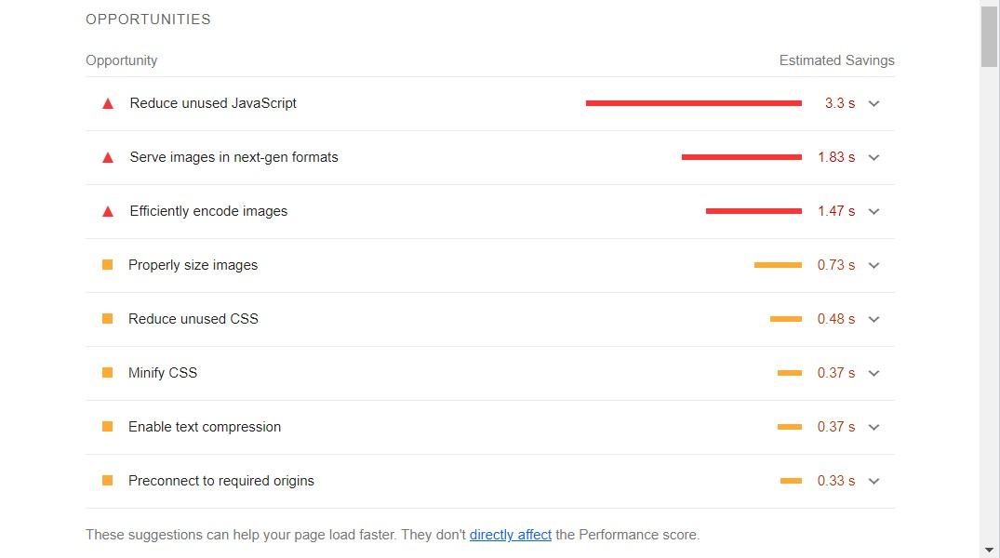 OPPORTUNITIES
Opportunity Estimated Savings
Reduce unused JavaScript 3.3 s
Serve images in next-gen formats 1.83 s
Efficiently encode images 1.47 s
Properly size images 0.73 s
Reduce unused CSS 0.48 s
Minify CSS 0.37 s
Enable text compression 0.37 s
Preconnect to required origins 0.33 s
These suggestions can help your page load faster. They don't directly affect the Performance score.